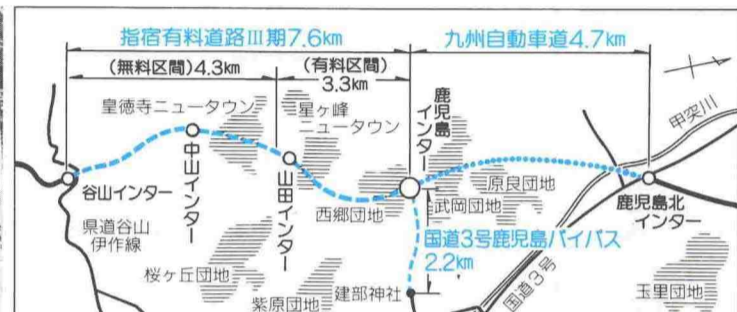 指宿有料道路Ⅲ期7.6km
九州自動車道4.7km
(無料区間)4.3km
(有料区間)
3.3km
皇徳寺ニュータウン
星ヶ峰
ニュータウン
鹿児島
インター
甲突川
中山インター
山田インター
谷山インター
西郷団地
武岡団地
原良団地
鹿児島北
インター
県道谷山
伊作線
国道3号鹿児島バイパス
2.2km
桜ヶ丘団地
紫原団地
建部神社
国道3号
玉里団地